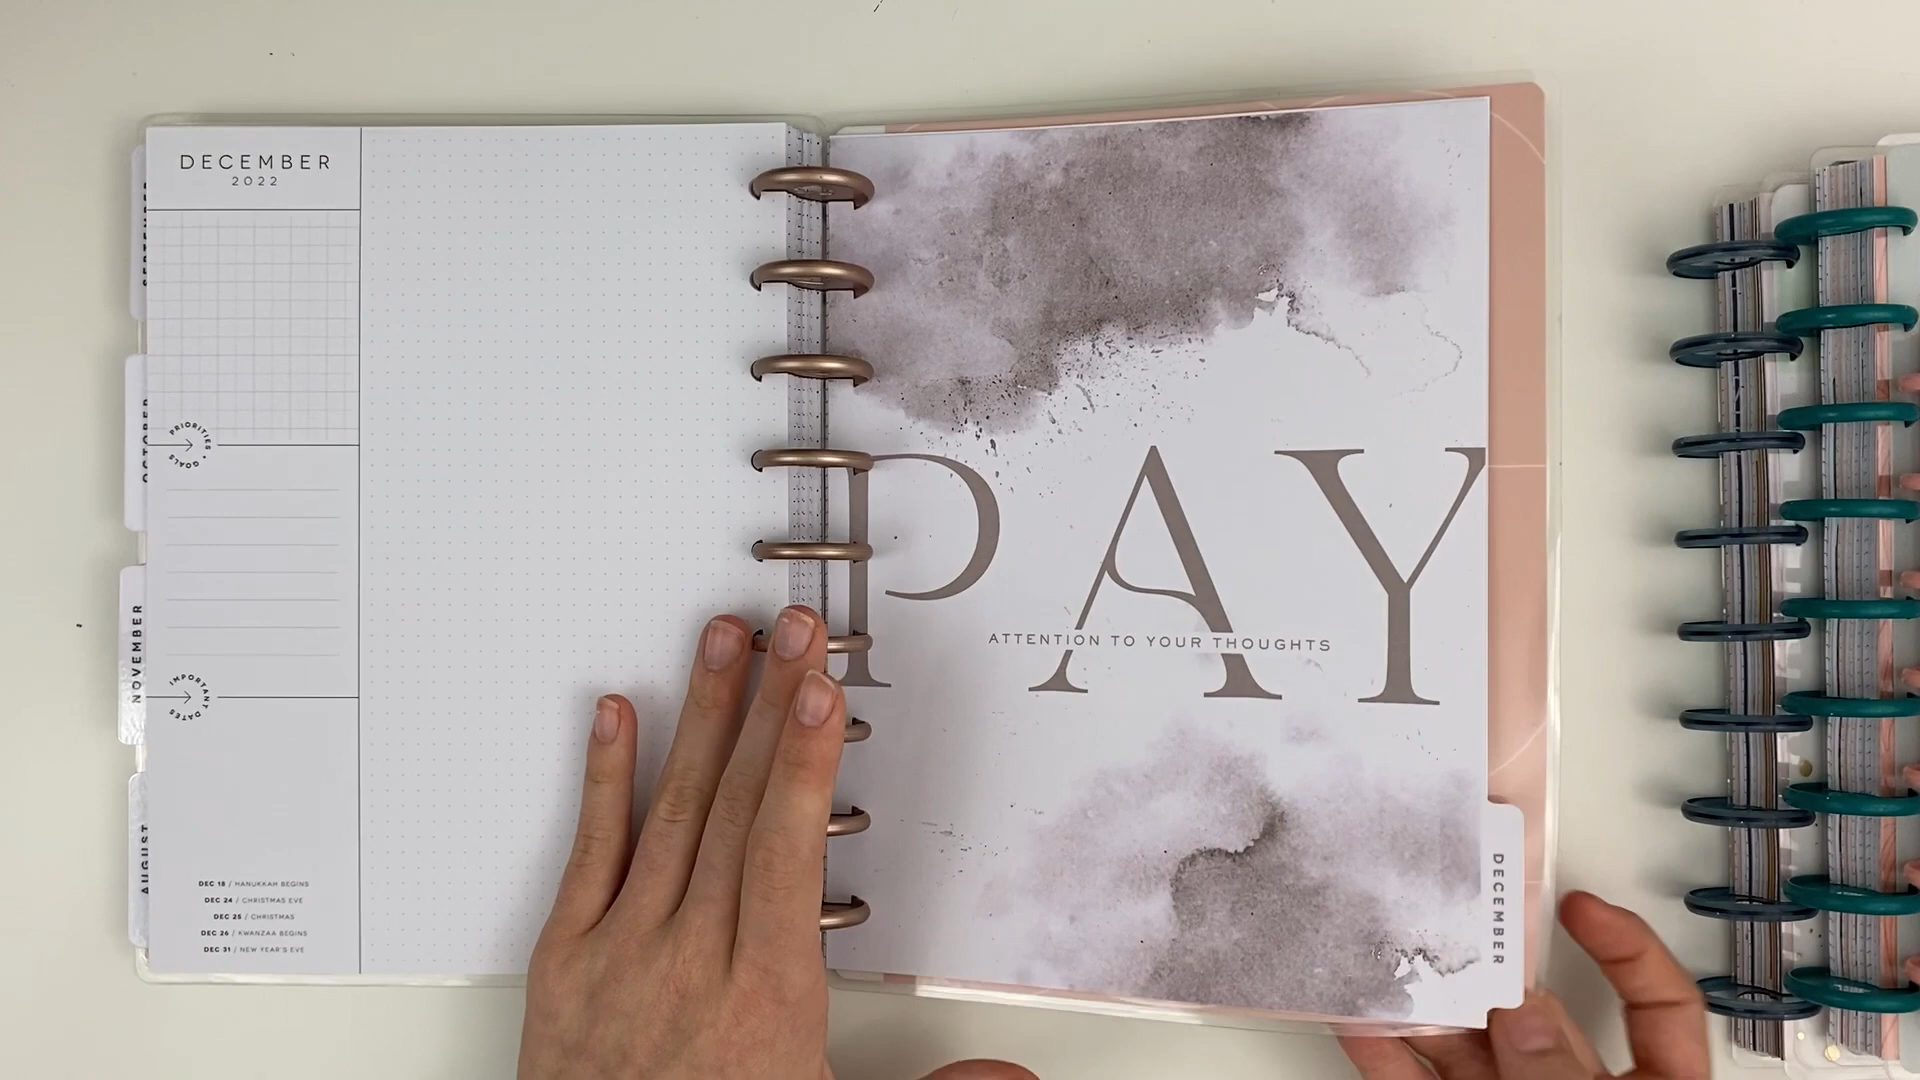 DECEMBER
2022
SEPTEMBER
OCTOBER
NOVEMBER
AUGUST
PRIORITIES • GOALS
IMPORTANT DATES
DEC 18 / HANUKKAH BEGINS
DEC 24 / CHRISTMAS EVE
DEC 25 / CHRISTMAS
DEC 26 / KWANZAA BEGINS
DEC 31 / NEW YEAR'S EVE
PAY
ATTENTION TO YOUR THOUGHTS
DECEMBER